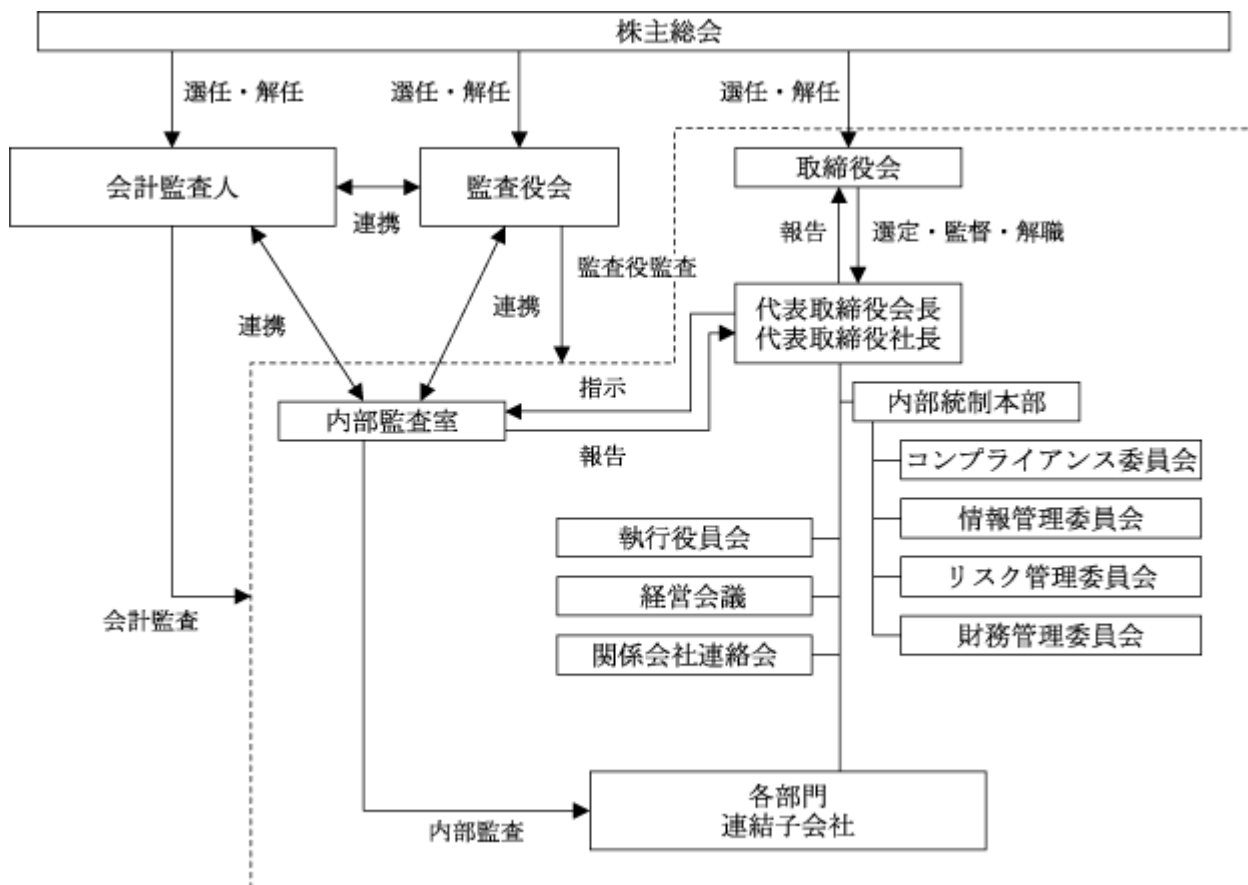 株主総会
選任・解任
選任・解任
選任・解任
会計監査人
監査役会
取締役会
連携
報告
選定・監督・解職
監査役監査
連携
連携
代表取締役会長
代表取締役社長
指示
内部監査室
報告
内部統制本部
コンプライアンス委員会
情報管理委員会
リスク管理委員会
財務管理委員会
執行役員会
経営会議
関係会社連絡会
会計監査
各部門
連結子会社
内部監査